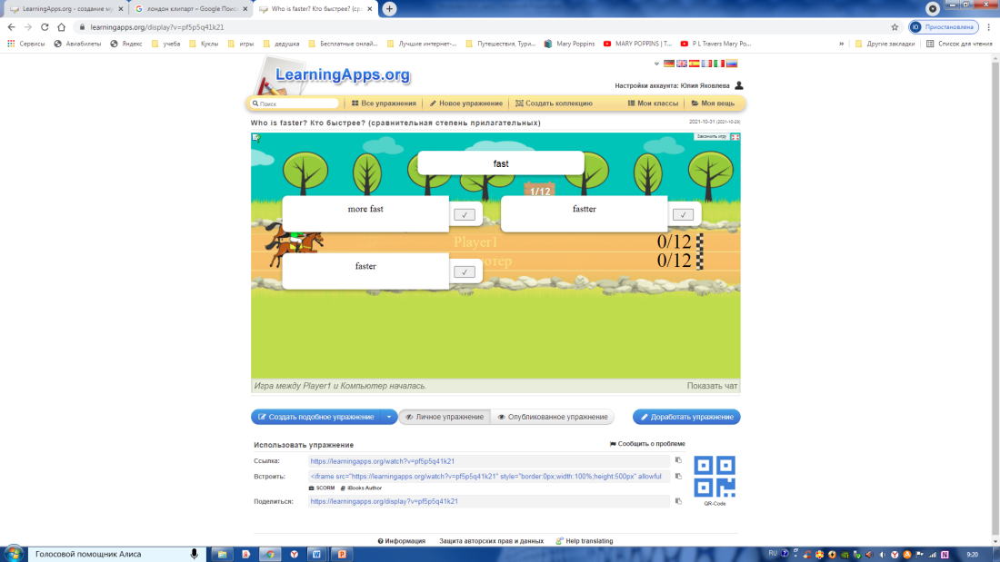 LearningApps.org - создание му
лондон клипарт – Google Поис
Who is faster? Кто быстрее? (ср
learningapps.org/display?v=pf5p5q41k21
Приостановлена
Сервисы Авиабилеты Яндекс учеба Куклы игры дедушка Бесплатные онлай... Лучшие интернет-... Путешествия, Тури... Mary Poppins MARY POPPINS | T... P L Travers Mary Po... » Другие закладки Список для чтения
LearningApps.org
Настройки аккаунта: Юлия Яковлева
Поиск Все упражнения Новое упражнение Создать коллекцию Мои классы Моя вещь
Who is faster? Кто быстрее? (сравнительная степень прилагательных) 2021-10-31 (2021-10-29)
Закончить игру
fast
1/12
more fast
fastter
Player1 0/12
отер 0/12
faster
Игра между Player1 и Компьютер началась. Показать чат
Создать подобное упражнение Личное упражнение Опубликованное упражнение Доработать упражнение
Использовать упражнение Сообщить о проблеме
Ссылка: https://learningapps.org/watch?v=pf5p5q41k21
Встроить: <iframe src="https://learningapps.org/watch?v=pf5p5q41k21" style="border:0px;width:100%;height:500px" allowful
SCORM iBooks Author
Поделиться: https://learningapps.org/display?v=pf5p5q41k21
QR-Code
Информация Защита авторских прав и данных Help translating
Голосовой помощник Алиса
RU 9:20